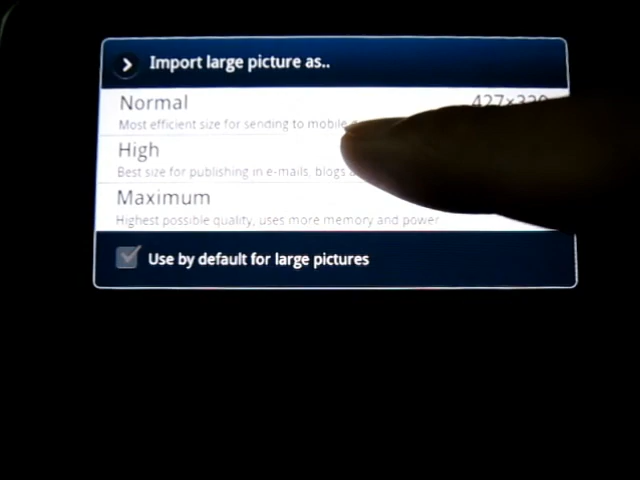 Import large picture as..
Normal 427x320
Most efficient size for sending to mobile
High
Best size for publishing in e-mails, blogs
Maximum
Highest possible quality, uses more memory and power
Use by default for large pictures